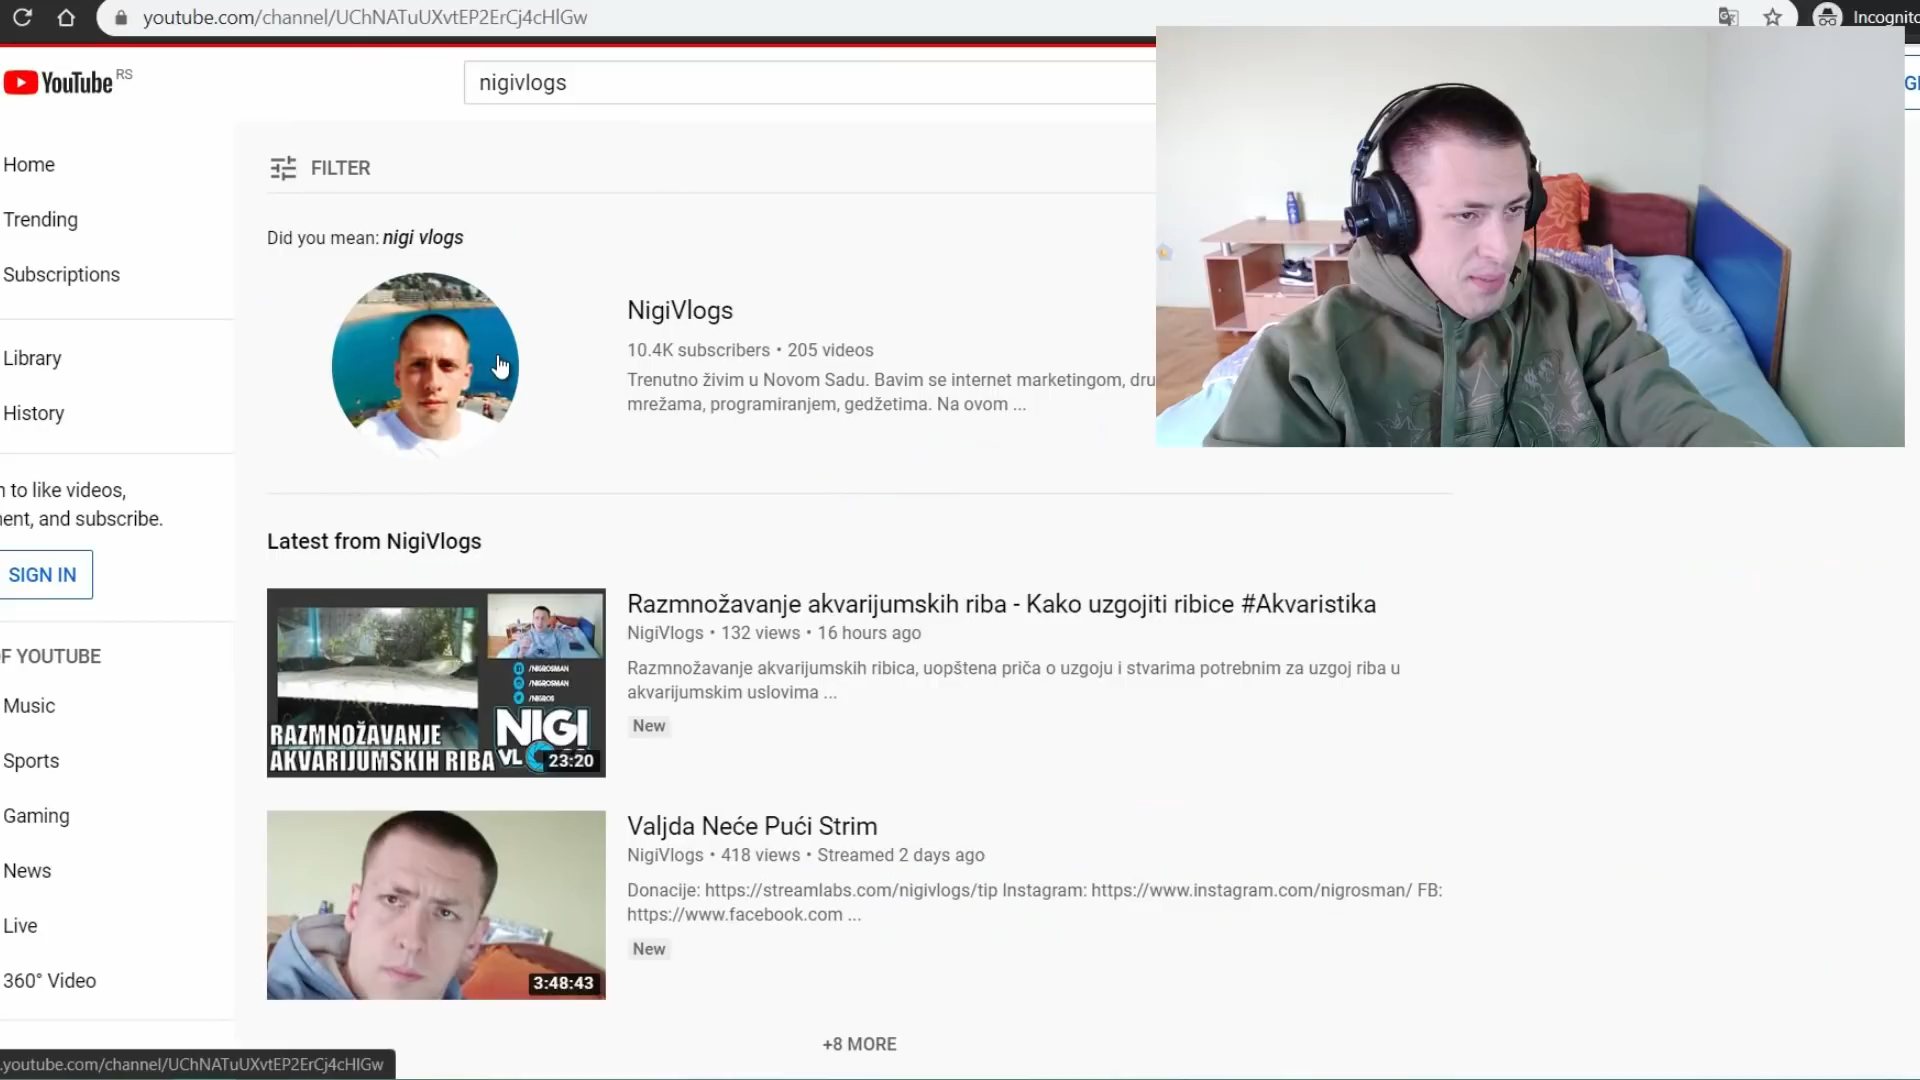 youtube.com/channel/UChNATuUXvtEP2ErCj4cHlGw
Incognito
YouTube RS
nigivlogs
Home
Trending
Subscriptions
Library
History
n to like videos,
ent, and subscribe.
SIGN IN
F YOUTUBE
Music
Sports
Gaming
News
Live
360° Video
FILTER
Did you mean: nigi vlogs
NigiVlogs
10.4K subscribers • 205 videos
Trenutno živim u Novom Sadu. Bavim se internet marketingom, dru
mrežama, programiranjem, gedžetima. Na ovom ...
Latest from NigiVlogs
/NIGROSMAN
/NIGROSMAN
/NIGROS
NIGI
VL
RAZMNOŽAVANJE
AKVARIJUMSKIH RIBA
23:20
Razmnožavanje akvarijumskih riba - Kako uzgojiti ribice #Akvaristika
NigiVlogs • 132 views • 16 hours ago
Razmnožavanje akvarijumskih ribica, uopštena priča o uzgoju i stvarima potrebnim za uzgoj riba u
akvarijumskim uslovima ...
New
3:48:43
Valjda Neće Pući Strim
NigiVlogs • 418 views • Streamed 2 days ago
Donacije: https://streamlabs.com/nigivlogs/tip Instagram: https://www.instagram.com/nigrosman/ FB:
https://www.facebook.com ...
New
+8 MORE
.youtube.com/channel/UChNATuUXvtEP2ErCj4cHlGw